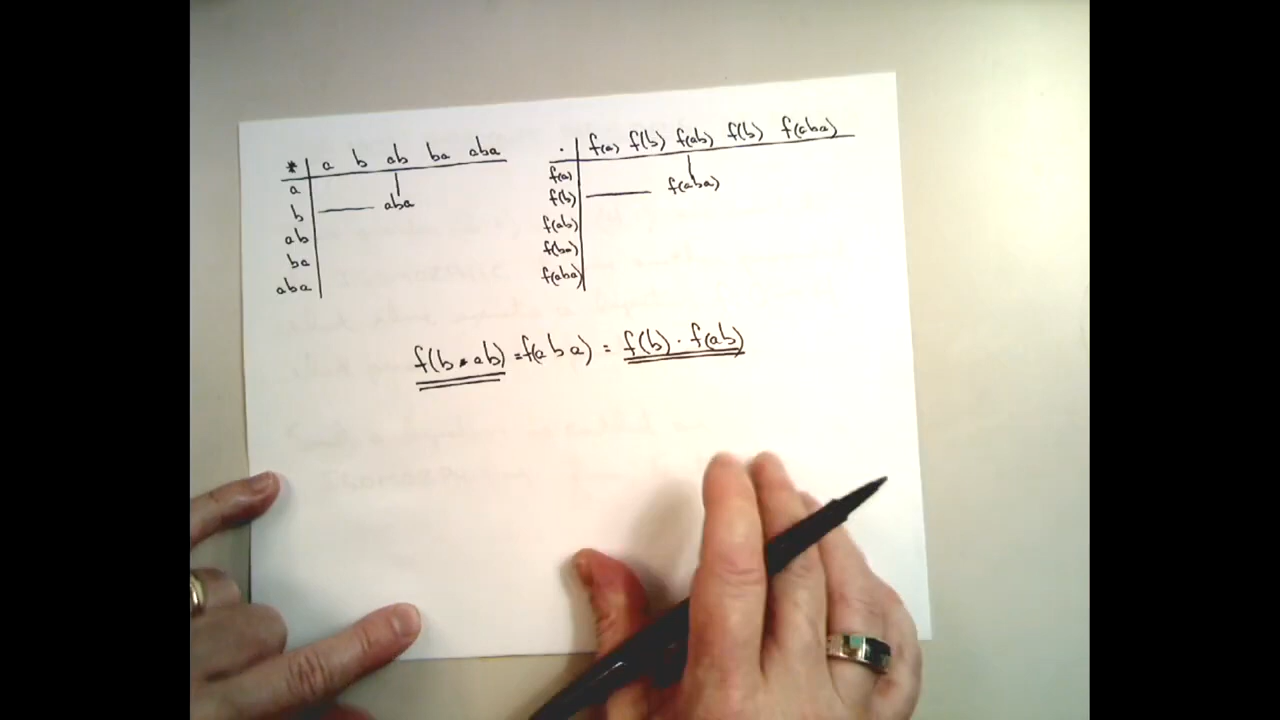 * a b ab ba aba
a
b aba
ab
ba
aba
· f(a) f(b) f(ab) f(b) f(aba)
f(a)
f(b) f(aba)
f(ab)
f(ba)
f(aba)
f(b * ab) = f(aba) = f(b) · f(ab)